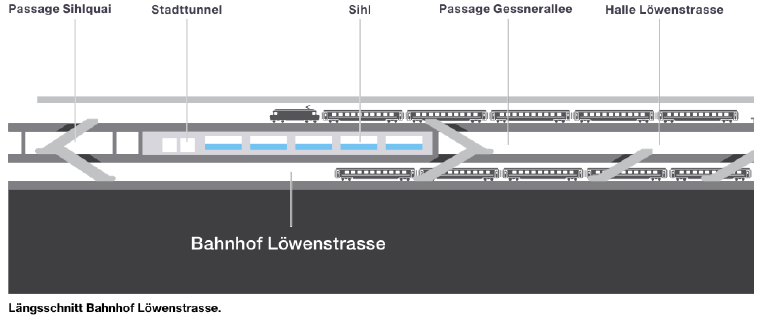 Passage Sihlquai
Stadttunnel
Sihl
Passage Gessnerallee
Halle Löwenstrasse
Bahnhof Löwenstrasse
Längsschnitt Bahnhof Löwenstrasse.